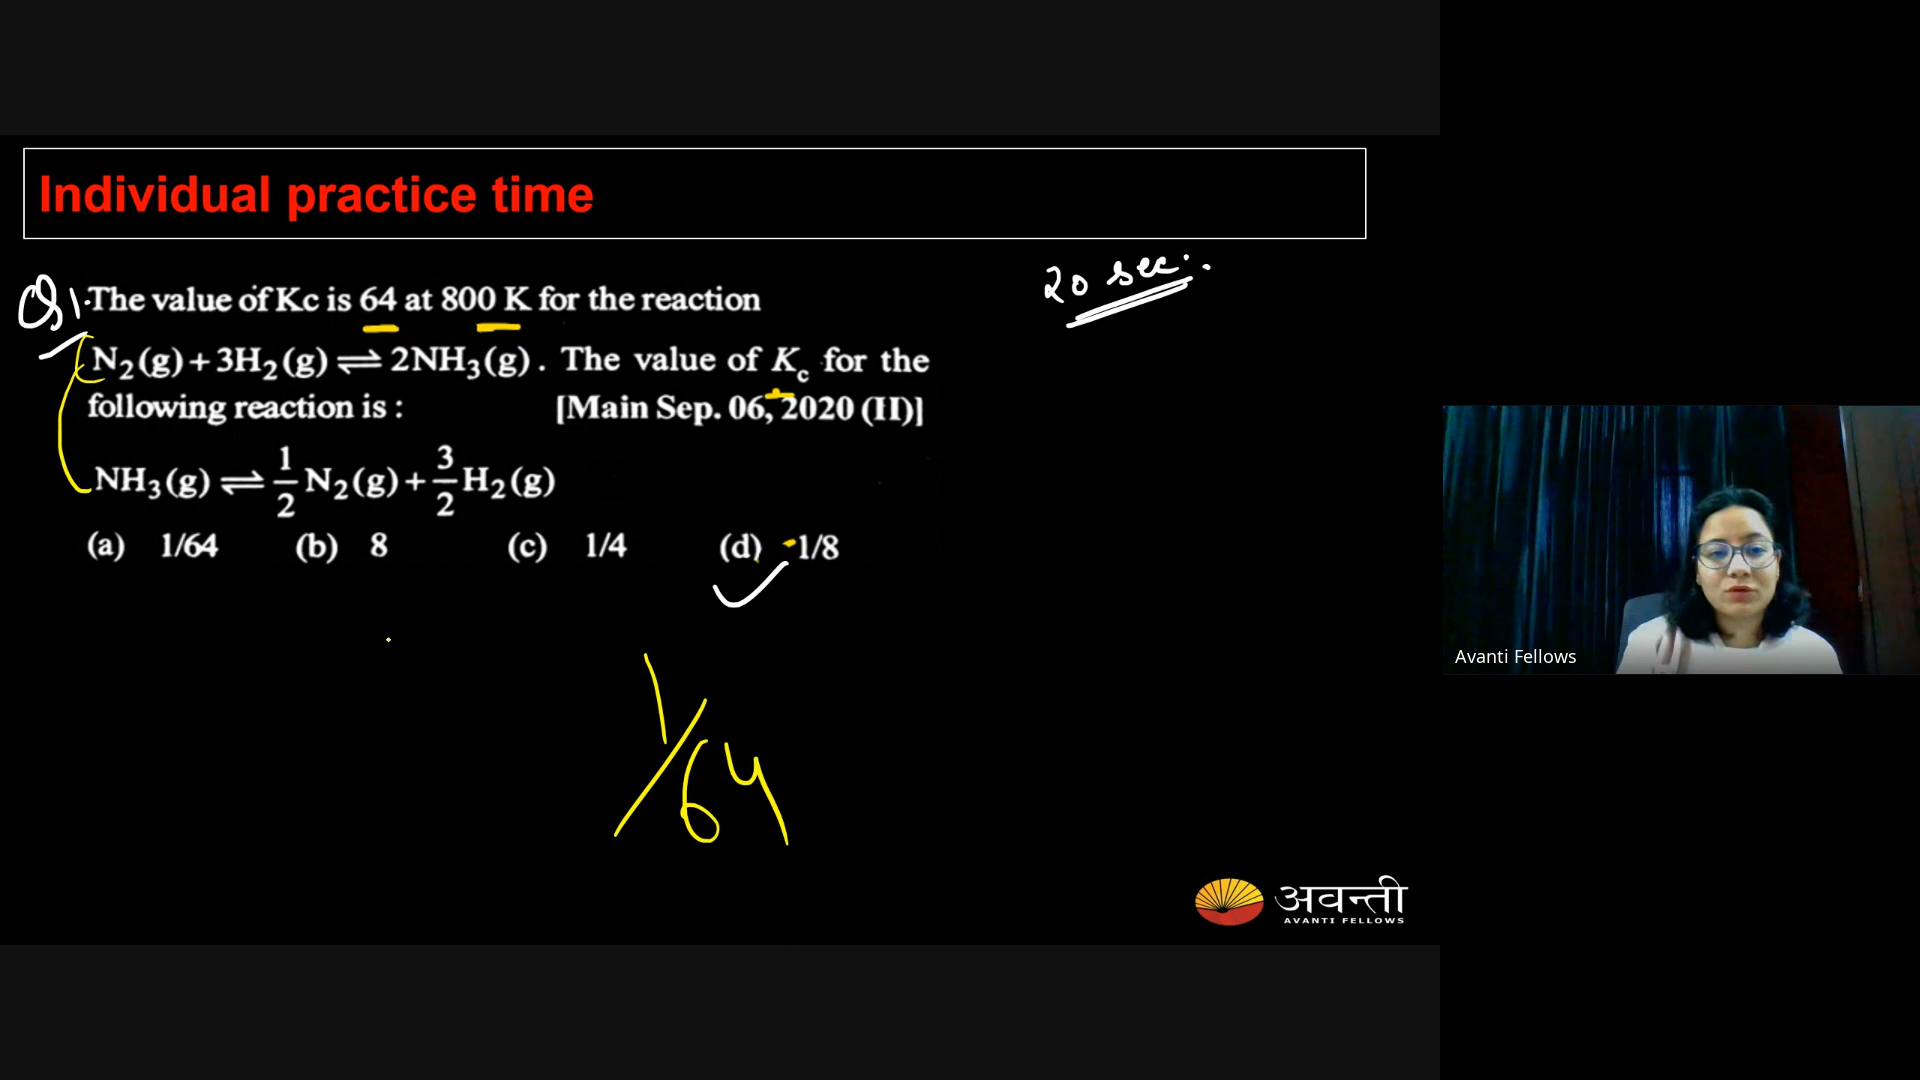 Individual practice time
20 sec.
Q1. The value of Kc is 64 at 800 K for the reaction
N₂(g) + 3H₂(g) ⇌ 2NH₃(g). The value of K_c for the
following reaction is : [Main Sep. 06, 2020 (II)]
NH₃(g) ⇌ 1/2 N₂(g) + 3/2 H₂(g)
(a) 1/64 (b) 8 (c) 1/4 (d) 1/8
1/64
Avanti Fellows
अवन्ती
AVANTI FELLOWS